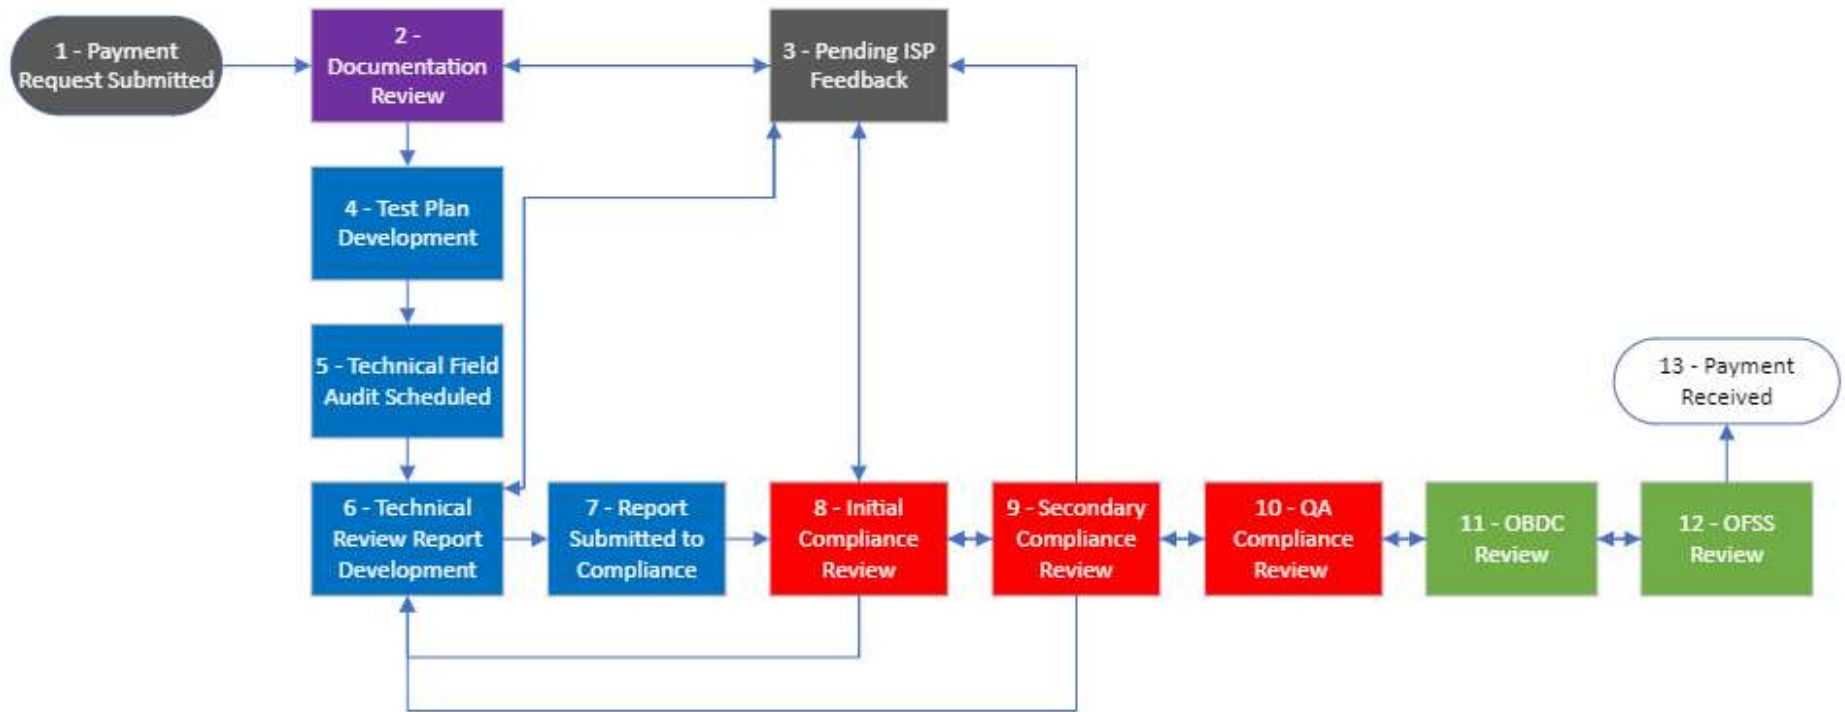 1 - Payment
Request Submitted
2 -
Documentation
Review
3 - Pending ISP
Feedback
4 - Test Plan
Development
5 - Technical Field
Audit Scheduled
6 - Technical
Review Report
Development
7 - Report
Submitted to
Compliance
8 - Initial
Compliance
Review
9 - Secondary
Compliance
Review
10 - QA
Compliance
Review
11 - OBDC
Review
12 - OFSS
Review
13 - Payment
Received